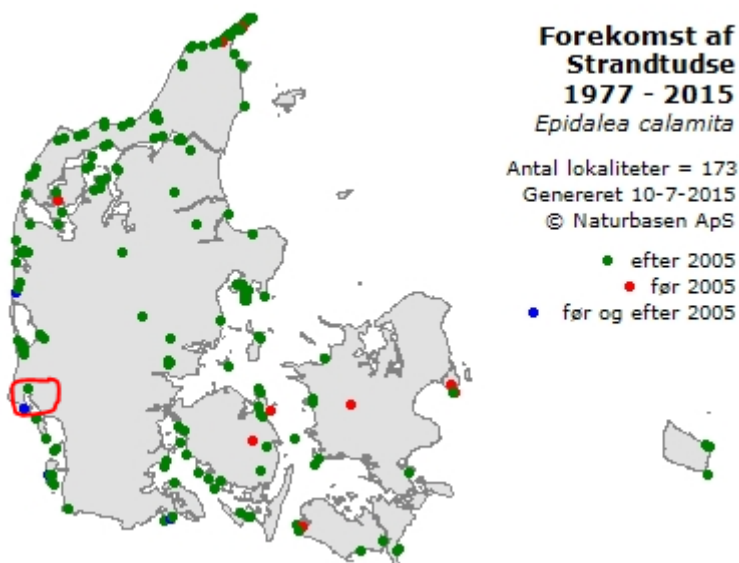 Forekomst af
Strandtudse
1977 - 2015
Epidalea calamita
Antal lokaliteter = 173
Genereret 10-7-2015
© Naturbasen ApS
efter 2005
før 2005
før og efter 2005